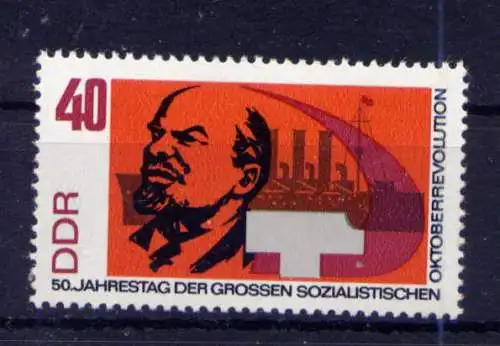 40
DDR
50. JAHRESTAG DER GROSSEN SOZIALISTISCHEN
OKTOBERREVOLUTION